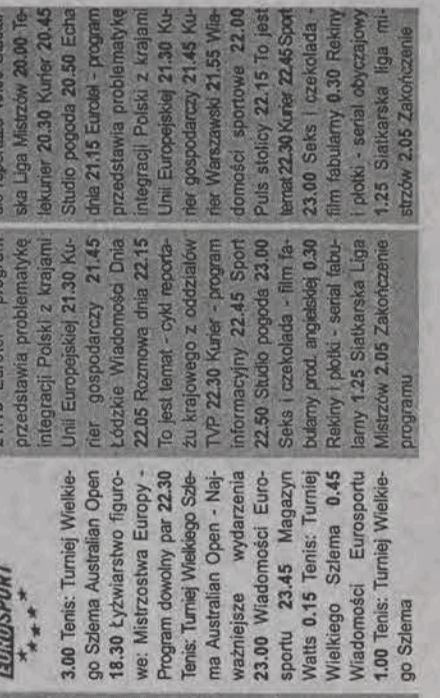 EUROSPORT
3.00 Tenis: Turniej Wielkie-
go Szlema Australian Open
18.30 Łyżwiarstwo figuro-
we: Mistrzostwa Europy -
Program dowolny par 22.30
Tenis: Turniej Wielkiego Szle-
ma Australian Open - Naj-
ważniejsze wydarzenia
23.00 Wiadomości Euro-
sportu 23.45 Magazyn
Watts 0.15 Tenis: Turniej
Wielkiego Szlema 0.45
Wiadomości Eurosportu
1.00 Tenis: Turniej Wielkie-
go Szlema
program
przedstawia problematykę
integracji Polski z krajami
Unii Europejskiej 21.30 Ku-
rier gospodarczy 21.45
Łódzkie Wiadomości Dnia
22.05 Rozmowa dnia 22.15
To jest temat - cykl reporta-
żu krajowego z oddziałów
TVP 22.30 Kurier - program
informacyjny 22.45 Sport
22.50 Studio pogoda 23.00
Seks i czekolada - film fa-
bularny prod. angielskiej 0.30
Rekiny i płotki - serial fabu-
larny 1.25 Siatkarska Liga
Mistrzów 2.05 Zakończenie
programu
ska Liga Mistrzów 20.00 Te-
lekurier 20.30 Kurier 20.45
Studio pogoda 20.50 Echa
dnia 21.15 Eurotel - program
przedstawia problematykę
integracji Polski z krajami
Unii Europejskiej 21.30 Ku-
rier gospodarczy 21.45 Ku-
rier Warszawski 21.55 Wia-
domości sportowe 22.00
Puls stolicy 22.15 To jest
temat 22.30 Kurier 22.45 Sport
23.00 Seks i czekolada -
film fabularny 0.30 Rekiny
i płotki - serial obyczajowy
1.25 Siatkarska liga mi-
strzów 2.05 Zakończenie